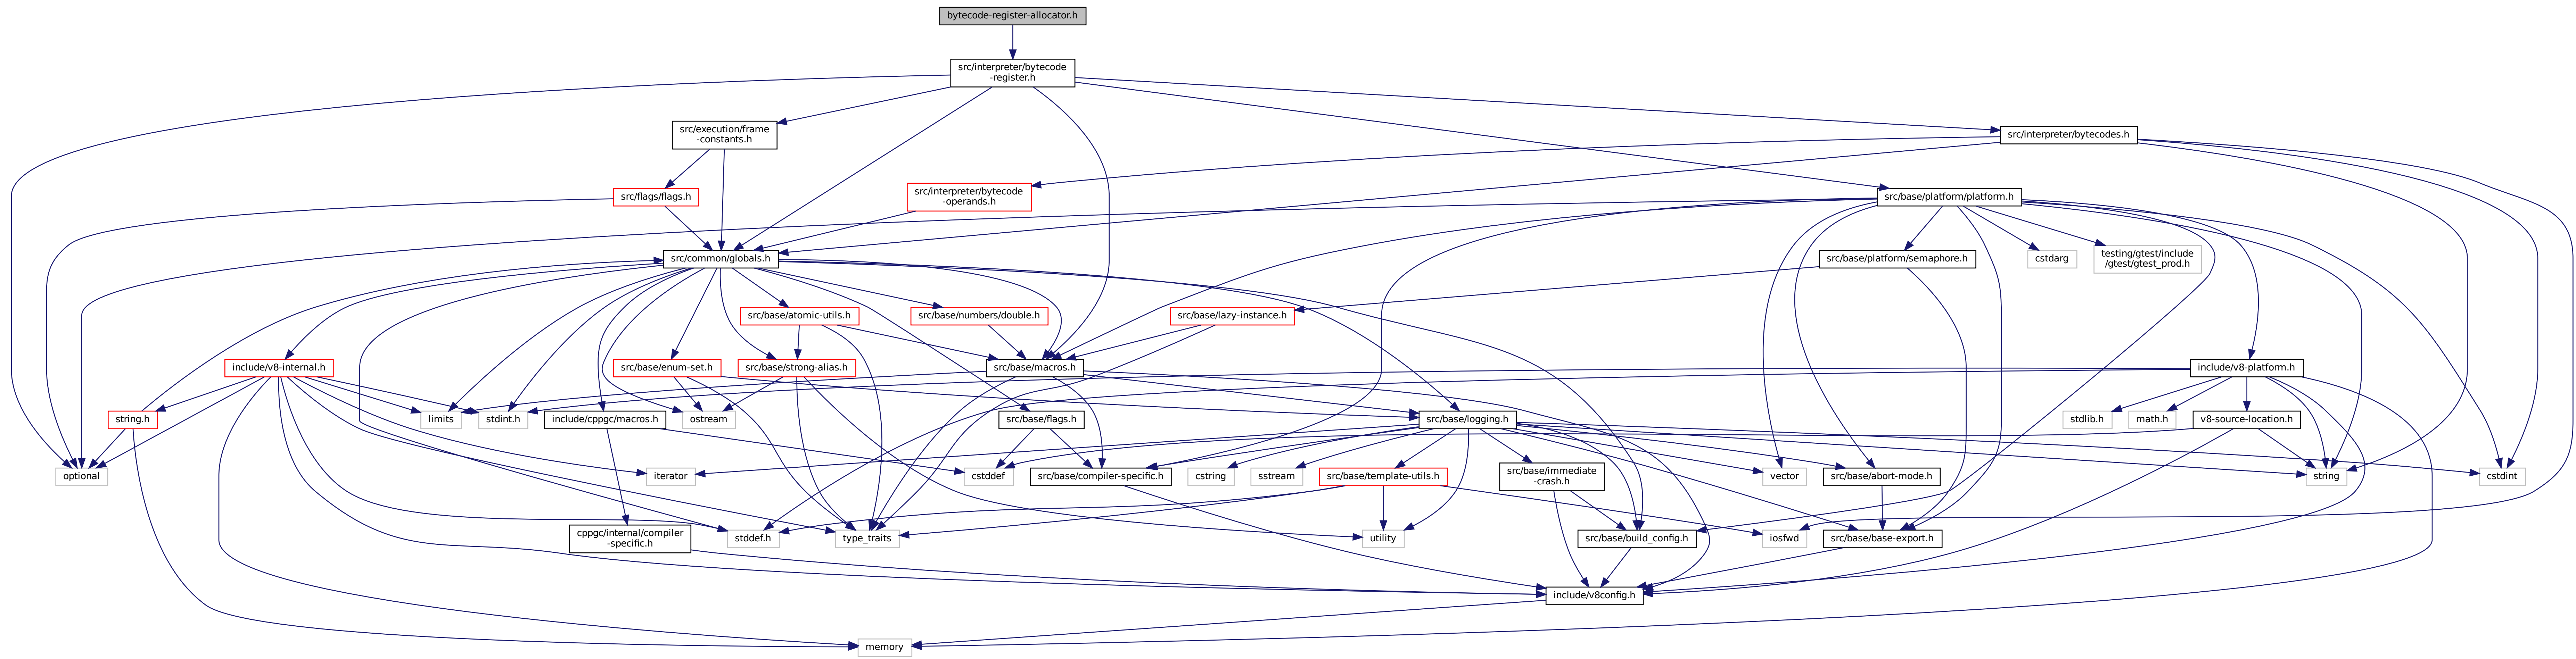 bytecode-register-allocator.h
src/interpreter/bytecode
-register.h
src/execution/frame
-constants.h
src/interpreter/bytecodes.h
src/flags/flags.h
src/interpreter/bytecode
-operands.h
src/base/platform/platform.h
src/common/globals.h
src/base/platform/semaphore.h
cstdarg
testing/gtest/include
/gtest/gtest_prod.h
src/base/atomic-utils.h
src/base/numbers/double.h
src/base/lazy-instance.h
include/v8-internal.h
src/base/enum-set.h
src/base/strong-alias.h
src/base/macros.h
include/v8-platform.h
string.h
limits
stdint.h
include/cppgc/macros.h
ostream
src/base/flags.h
src/base/logging.h
stdlib.h
math.h
v8-source-location.h
optional
iterator
cstddef
src/base/compiler-specific.h
cstring
sstream
src/base/template-utils.h
src/base/immediate
-crash.h
vector
src/base/abort-mode.h
string
cstdint
cppgc/internal/compiler
-specific.h
stddef.h
type_traits
utility
src/base/build_config.h
iosfwd
src/base/base-export.h
include/v8config.h
memory